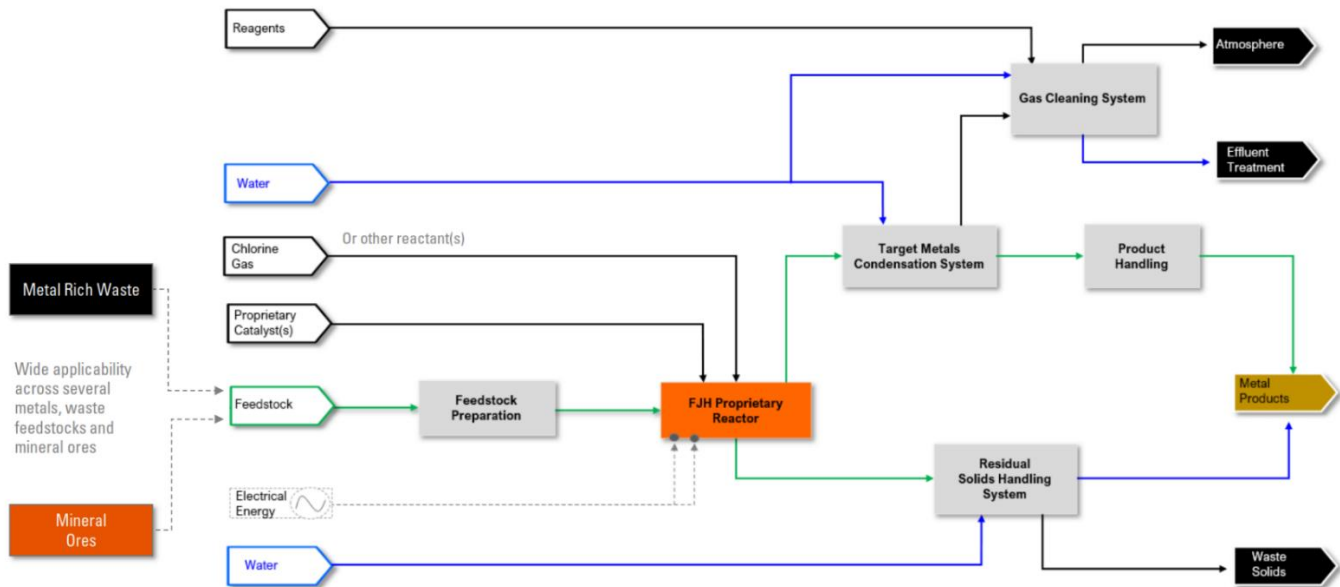 Reagents
Atmosphere
Gas Cleaning System
Effluent
Treatment
Water
Chlorine
Gas
Or other reactant(s)
Target Metals
Condensation System
Product
Handling
Metal Rich Waste
Proprietary
Catalyst(s)
Wide applicability
across several
metals, waste
feedstocks and
mineral ores
Feedstock
Feedstock
Preparation
FJH Proprietary
Reactor
Metal
Products
Electrical
Energy
Residual
Solids Handling
System
Mineral
Ores
Water
Waste
Solids